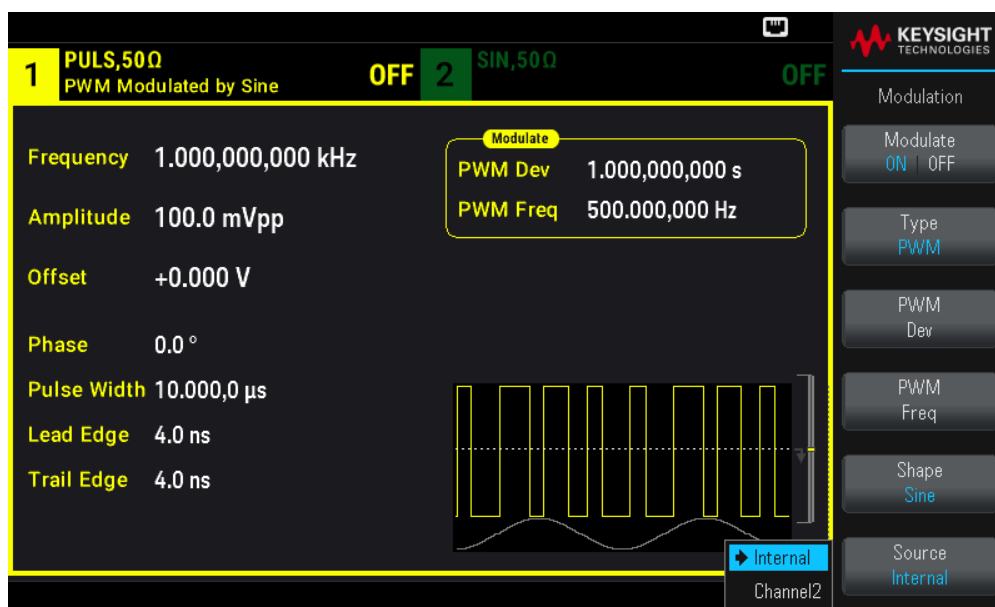 KEYSIGHT
TECHNOLOGIES
1 PULS,50Ω OFF
PWM Modulated by Sine
2 SIN,50Ω OFF
Modulation
Frequency 1.000,000,000 kHz
Amplitude 100.0 mVpp
Offset +0.000 V
Phase 0.0 °
Pulse Width 10.000,0 µs
Lead Edge 4.0 ns
Trail Edge 4.0 ns
Modulate
PWM Dev 1.000,000,000 s
PWM Freq 500.000,000 Hz
Internal
Channel2
Modulate
ON | OFF
Type
PWM
PWM
Dev
PWM
Freq
Shape
Sine
Source
Internal